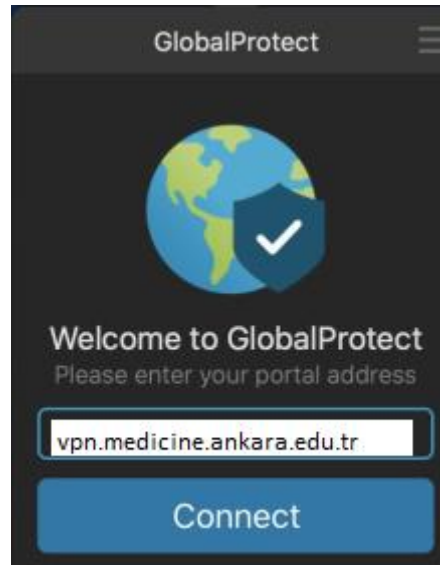 GlobalProtect
Welcome to GlobalProtect
Please enter your portal address
vpn.medicine.ankara.edu.tr
Connect